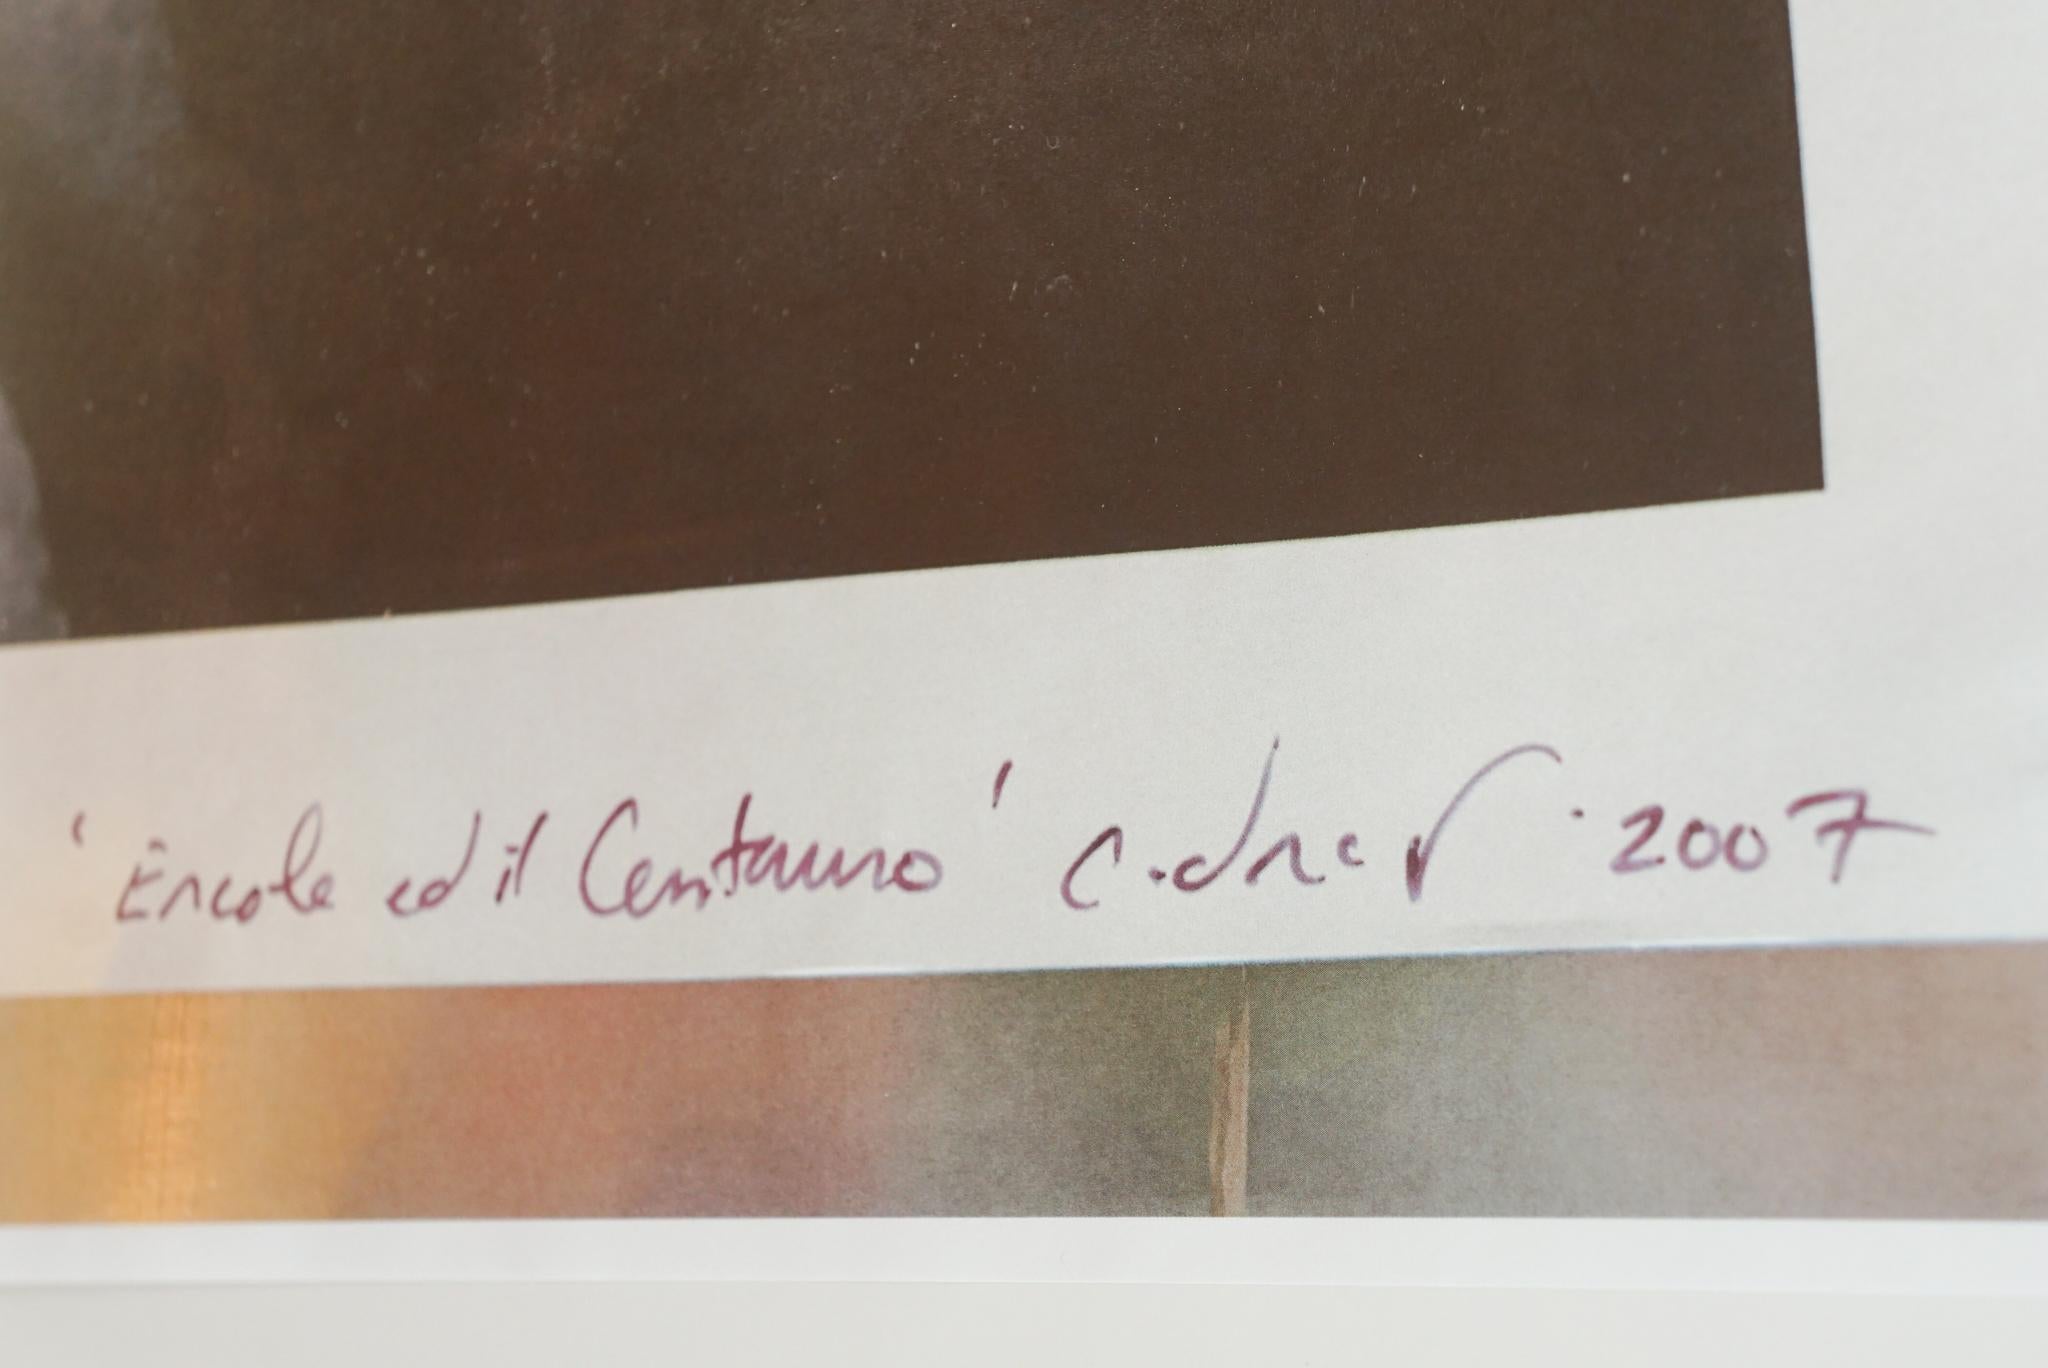 'Ercole ed il Centauro' · 2007